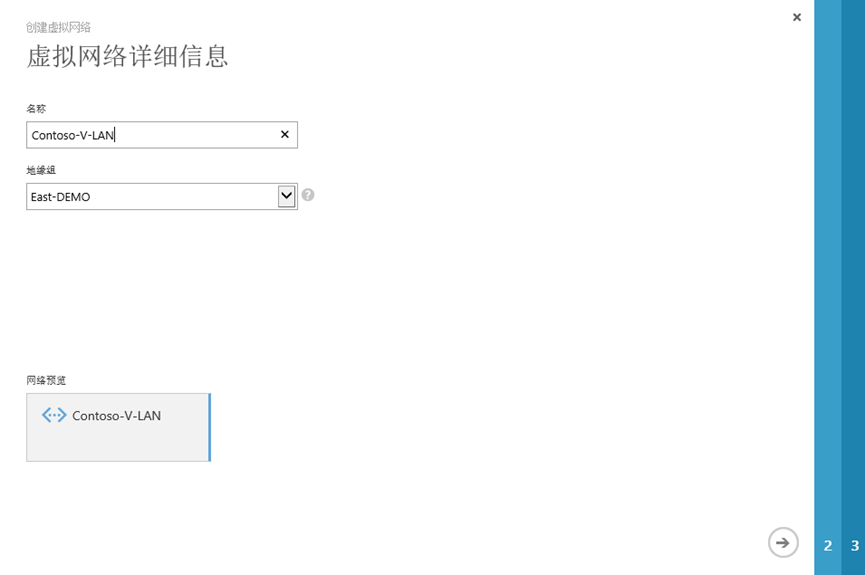 创建虚拟网络
虚拟网络详细信息
名称
Contoso-V-LAN
地缘组
East-DEMO
?
网络预览
Contoso-V-LAN
2 3